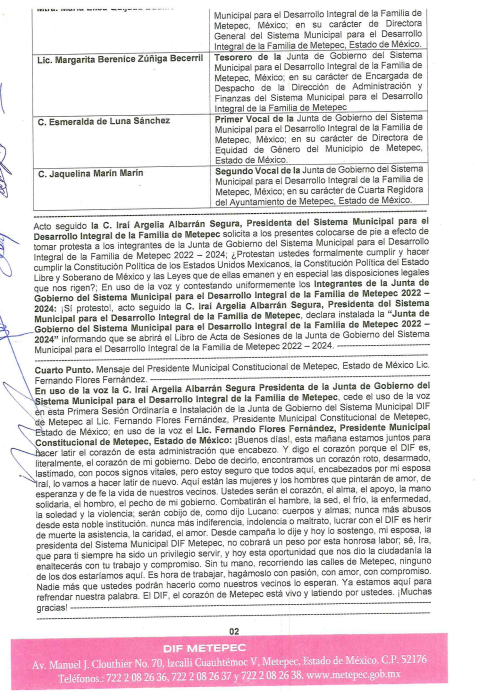 Municipal para el Desarrollo Integral de la Familia de
Metepec, México; en su carácter de Directora
General del Sistema Municipal para el Desarrollo
Integral de la Familia de Metepec, Estado de México.
Lic. Margarita Berenice Zúñiga Becerril
Tesorero de la Junta de Gobierno del Sistema
Municipal para el Desarrollo Integral de la Familia de
Metepec, México; en su carácter de Encargada de
Despacho de la Dirección de Administración y
Finanzas del Sistema Municipal para el Desarrollo
Integral de la Familia de Metepec
C. Esmeralda de Luna Sánchez
Primer Vocal de la Junta de Gobierno del Sistema
Municipal para el Desarrollo Integral de la Familia de
Metepec, México; en su carácter de Directora de
Equidad de Género del Municipio de Metepec,
Estado de México.
C. Jaquelina Marín Marín
Segundo Vocal de la Junta de Gobierno del Sistema
Municipal para el Desarrollo Integral de la Familia de
Metepec, México; en su carácter de Cuarta Regidora
del Ayuntamiento de Metepec, Estado de México.
Acto seguido la C. Irai Argelia Albarrán Segura, Presidenta del Sistema Municipal para el
Desarrollo Integral de la Familia de Metepec solicita a los presentes colocarse de pie a efecto de
tomar protesta a los integrantes de la Junta de Gobierno del Sistema Municipal para el Desarrollo
Integral de la Familia de Metepec 2022 – 2024; ¿Protestan ustedes formalmente cumplir y hacer
cumplir la Constitución Política de los Estados Unidos Mexicanos, la Constitución Política del Estado
Libre y Soberano de México y las Leyes que de ellas emanen y en especial las disposiciones legales
que nos rigen?; En uso de la voz y contestando uniformemente los Integrantes de la Junta de
Gobierno del Sistema Municipal para el Desarrollo Integral de la Familia de Metepec 2022 –
2024: ¡Sí protesto!, acto seguido la C. Irai Argelia Albarrán Segura, Presidenta del Sistema
Municipal para el Desarrollo Integral de la Familia de Metepec, declara instalada la "Junta de
Gobierno del Sistema Municipal para el Desarrollo Integral de la Familia de Metepec 2022 –
2024" informando que se abrirá el Libro de Acta de Sesiones de la Junta de Gobierno del Sistema
Municipal para el Desarrollo Integral de la Familia de Metepec 2022 – 2024.
Cuarto Punto. Mensaje del Presidente Municipal Constitucional de Metepec, Estado de México Lic.
Fernando Flores Fernández.
En uso de la voz la C. Irai Argelia Albarrán Segura Presidenta de la Junta de Gobierno del
Sistema Municipal para el Desarrollo Integral de la Familia de Metepec, cede el uso de la voz
en esta Primera Sesión Ordinaria e Instalación de la Junta de Gobierno del Sistema Municipal DIF
de Metepec al Lic. Fernando Flores Fernández, Presidente Municipal Constitucional de Metepec,
Estado de México; en uso de la voz el Lic. Fernando Flores Fernández, Presidente Municipal
Constitucional de Metepec, Estado de México: ¡Buenos días!, esta mañana estamos juntos para
hacer latir el corazón de esta administración que encabezo. Y digo el corazón porque el DIF es,
literalmente, el corazón de mi gobierno. Debo de decirlo, encontramos un corazón roto, desarmado,
lastimado, con pocos signos vitales, pero estoy seguro que todos aquí, encabezados por mi esposa
Irai, lo vamos a hacer latir de nuevo. Aquí están las mujeres y los hombres que pintarán de amor, de
esperanza y de fe la vida de nuestros vecinos. Ustedes serán el corazón, el alma, el apoyo, la mano
solidaria, el hombro, el pecho de mi gobierno. Combatirán el hambre, la sed, el frío, la enfermedad,
la soledad y la violencia; serán cobijo de, como dijo Lucano: cuerpos y almas; nunca más abusos
desde esta noble institución. nunca más indiferencia, indolencia o maltrato, lucrar con el DIF es herir
de muerte la asistencia, la caridad, el amor. Desde campaña lo dije y hoy lo sostengo, mi esposa, la
presidenta del Sistema Municipal DIF Metepec, no cobrará un peso por esta honrosa labor; sé, Ira,
que para ti siempre ha sido un privilegio servir, y hoy esta oportunidad que nos dio la ciudadanía la
enaltecerás con tu trabajo y compromiso. Sin tu mano, recorriendo las calles de Metepec, ninguno
de los dos estaríamos aquí. Es hora de trabajar, hagámoslo con pasión, con amor, con compromiso.
Nadie más que ustedes podrán hacerlo como nuestros vecinos lo esperan. Ya estamos aquí para
refrendar nuestra palabra. El DIF, el corazón de Metepec está vivo y latiendo por ustedes. ¡Muchas
gracias!
02
DIF METEPEC
Av. Manuel J. Clouthier No. 70, Izcalli Cuauhtémoc V, Metepec, Estado de México. C.P. 52176
Teléfonos.: 722 2 08 26 36, 722 2 08 26 37 y 722 2 08 26 38. www.metepec.gob.mx